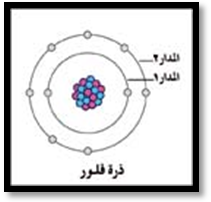 المدار٢
المدار١
ذرة فلور